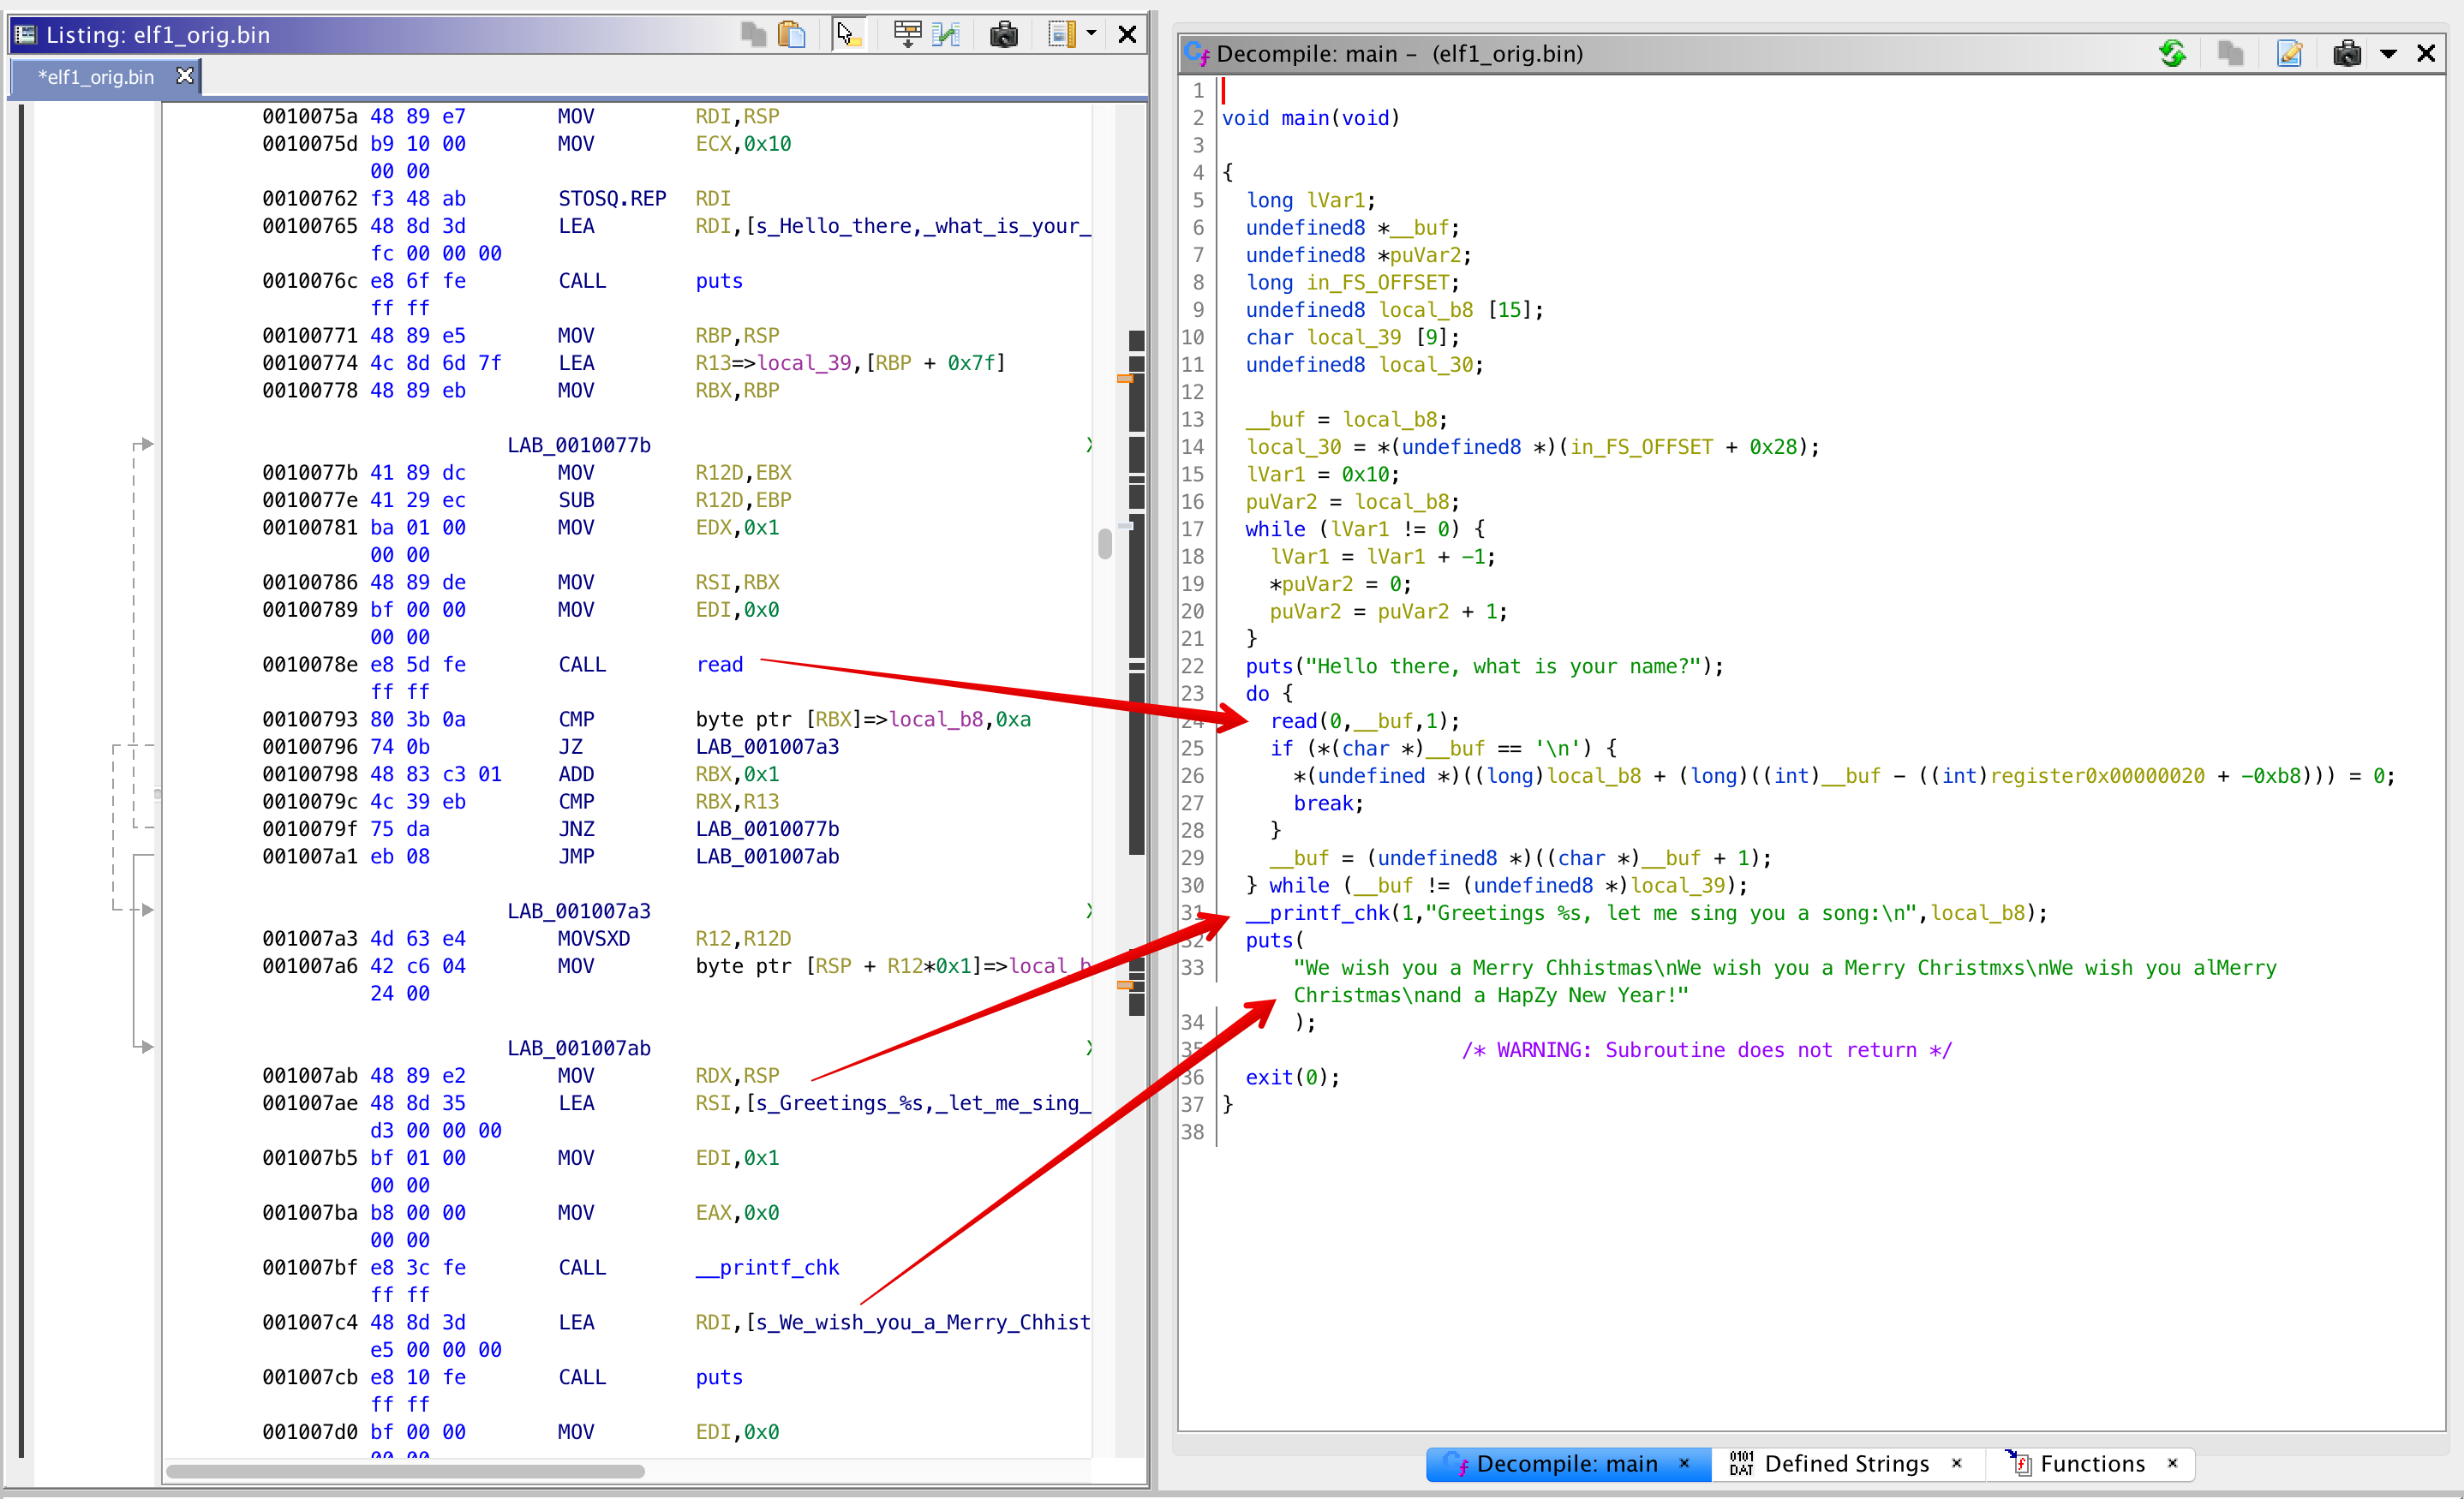 Listing: elf1_orig.bin
*elf1_orig.bin
0010075a 48 89 e7 MOV RDI,RSP
0010075d b9 10 00 MOV ECX,0x10
00 00
00100762 f3 48 ab STOSQ.REP RDI
00100765 48 8d 3d LEA RDI,[s_Hello_there,_what_is_your_
fc 00 00 00
0010076c e8 6f fe CALL puts
ff ff
00100771 48 89 e5 MOV RBP,RSP
00100774 4c 8d 6d 7f LEA R13=>local_39,[RBP + 0x7f]
00100778 48 89 eb MOV RBX,RBP
LAB_0010077b
0010077b 41 89 dc MOV R12D,EBX
0010077e 41 29 ec SUB R12D,EBP
00100781 ba 01 00 MOV EDX,0x1
00 00
00100786 48 89 de MOV RSI,RBX
00100789 bf 00 00 MOV EDI,0x0
00 00
0010078e e8 5d fe CALL read
ff ff
00100793 80 3b 0a CMP byte ptr [RBX]=>local_b8,0xa
00100796 74 0b JZ LAB_001007a3
00100798 48 83 c3 01 ADD RBX,0x1
0010079c 4c 39 eb CMP RBX,R13
0010079f 75 da JNZ LAB_0010077b
001007a1 eb 08 JMP LAB_001007ab
LAB_001007a3
001007a3 4d 63 e4 MOVSXD R12,R12D
001007a6 42 c6 04 MOV byte ptr [RSP + R12*0x1]=>local_b
24 00
LAB_001007ab
001007ab 48 89 e2 MOV RDX,RSP
001007ae 48 8d 35 LEA RSI,[s_Greetings_%s,_let_me_sing_
d3 00 00 00
001007b5 bf 01 00 MOV EDI,0x1
00 00
001007ba b8 00 00 MOV EAX,0x0
00 00
001007bf e8 3c fe CALL __printf_chk
ff ff
001007c4 48 8d 3d LEA RDI,[s_We_wish_you_a_Merry_Chhist
e5 00 00 00
001007cb e8 10 fe CALL puts
ff ff
001007d0 bf 00 00 MOV EDI,0x0
00 00
Decompile: main – (elf1_orig.bin)
1
2 void main(void)
3
4 {
5 long lVar1;
6 undefined8 *__buf;
7 undefined8 *puVar2;
8 long in_FS_OFFSET;
9 undefined8 local_b8 [15];
10 char local_39 [9];
11 undefined8 local_30;
12
13 __buf = local_b8;
14 local_30 = *(undefined8 *)(in_FS_OFFSET + 0x28);
15 lVar1 = 0x10;
16 puVar2 = local_b8;
17 while (lVar1 != 0) {
18 lVar1 = lVar1 + -1;
19 *puVar2 = 0;
20 puVar2 = puVar2 + 1;
21 }
22 puts("Hello there, what is your name?");
23 do {
24 read(0,__buf,1);
25 if (*(char *)__buf == '\n') {
26 *(undefined *)((long)local_b8 + (long)((int)__buf - ((int)register0x00000020 + -0xb8))) = 0;
27 break;
28 }
29 __buf = (undefined8 *)((char *)__buf + 1);
30 } while (__buf != (undefined8 *)local_39);
31 __printf_chk(1,"Greetings %s, let me sing you a song:\n",local_b8);
32 puts(
33 "We wish you a Merry Chhistmas\nWe wish you a Merry Christmxs\nWe wish you alMerry
Christmas\nand a HapZy New Year!"
34 );
35 /* WARNING: Subroutine does not return */
36 exit(0);
37 }
38
Decompile: main × Defined Strings × Functions ×